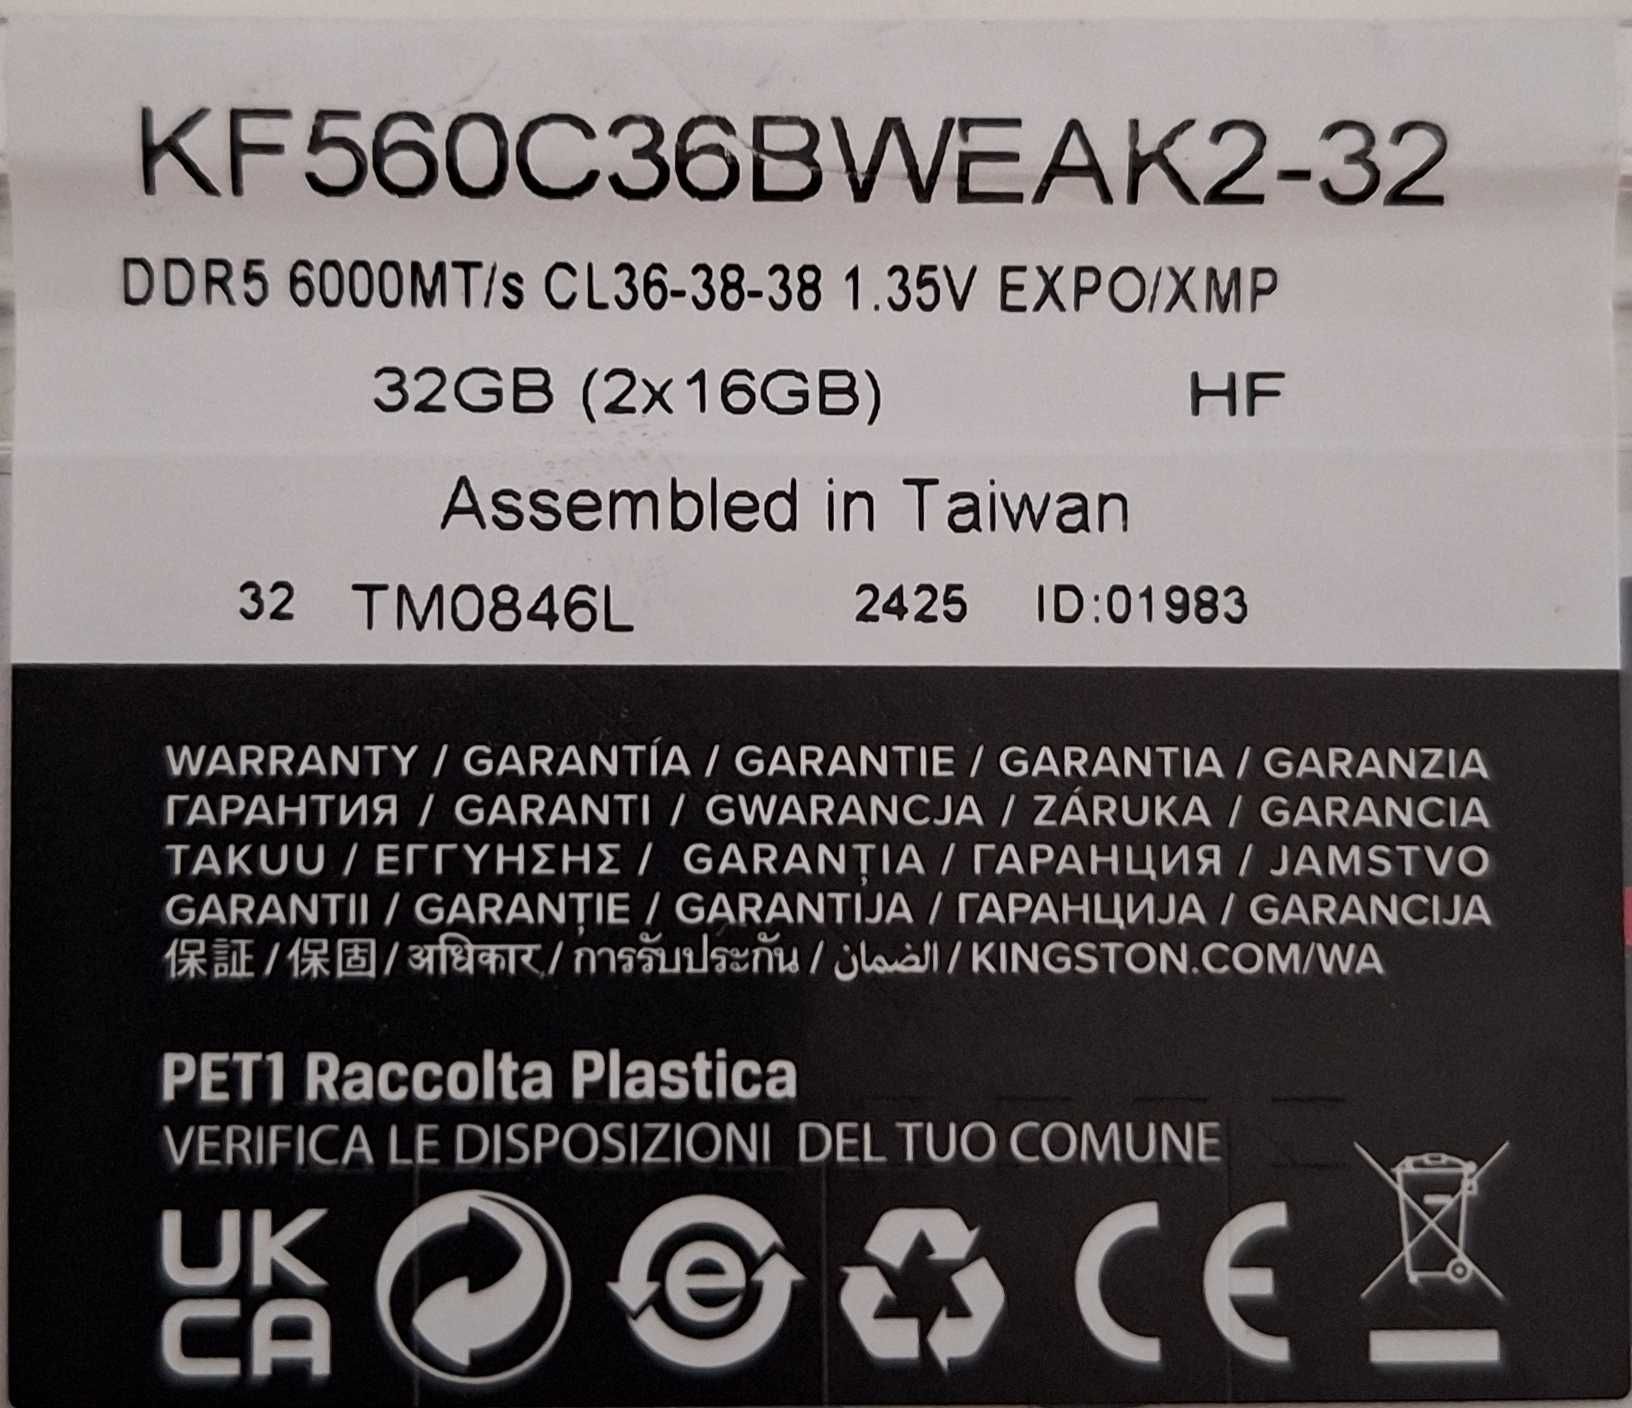 KF560C36BWEAK2-32
DDR5 6000MT/s CL36-38-38 1.35V EXPO/XMP
32GB (2x16GB) HF
Assembled in Taiwan
32 TM0846L 2425 ID:01983
WARRANTY / GARANTÍA / GARANTIE / GARANTIA / GARANZIA
ГАРАНТИЯ / GARANTI / GWARANCJA / ZÁRUKA / GARANCIA
TAKUU / ΕΓΓΥΗΣΗΣ / GARANȚIA / ГАРАНЦИЯ / JAMSTVO
GARANTII / GARANȚIE / GARANTIJA / ГАРАНЦИЈА / GARANCIJA
保証 / 保固 / अधिकार / การรับประกัน / الضمان / KINGSTON.COM/WA
PET1 Raccolta Plastica
VERIFICA LE DISPOSIZIONI DEL TUO COMUNE
UK
CA
e
CE